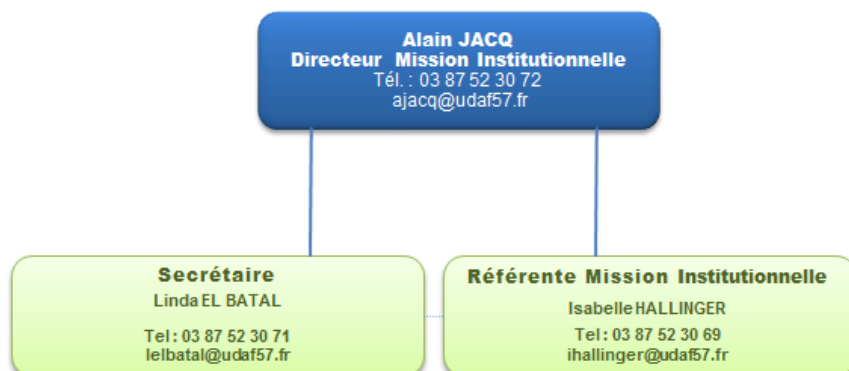 Alain JACQ
Directeur Mission Institutionnelle
Tél. : 03 87 52 30 72
ajacq@udaf57.fr
Secrétaire
Linda EL BATAL
Tel : 03 87 52 30 71
lelbatal@udaf57.fr
Référente Mission Institutionnelle
Isabelle HALLINGER
Tel : 03 87 52 30 69
ihallinger@udaf57.fr